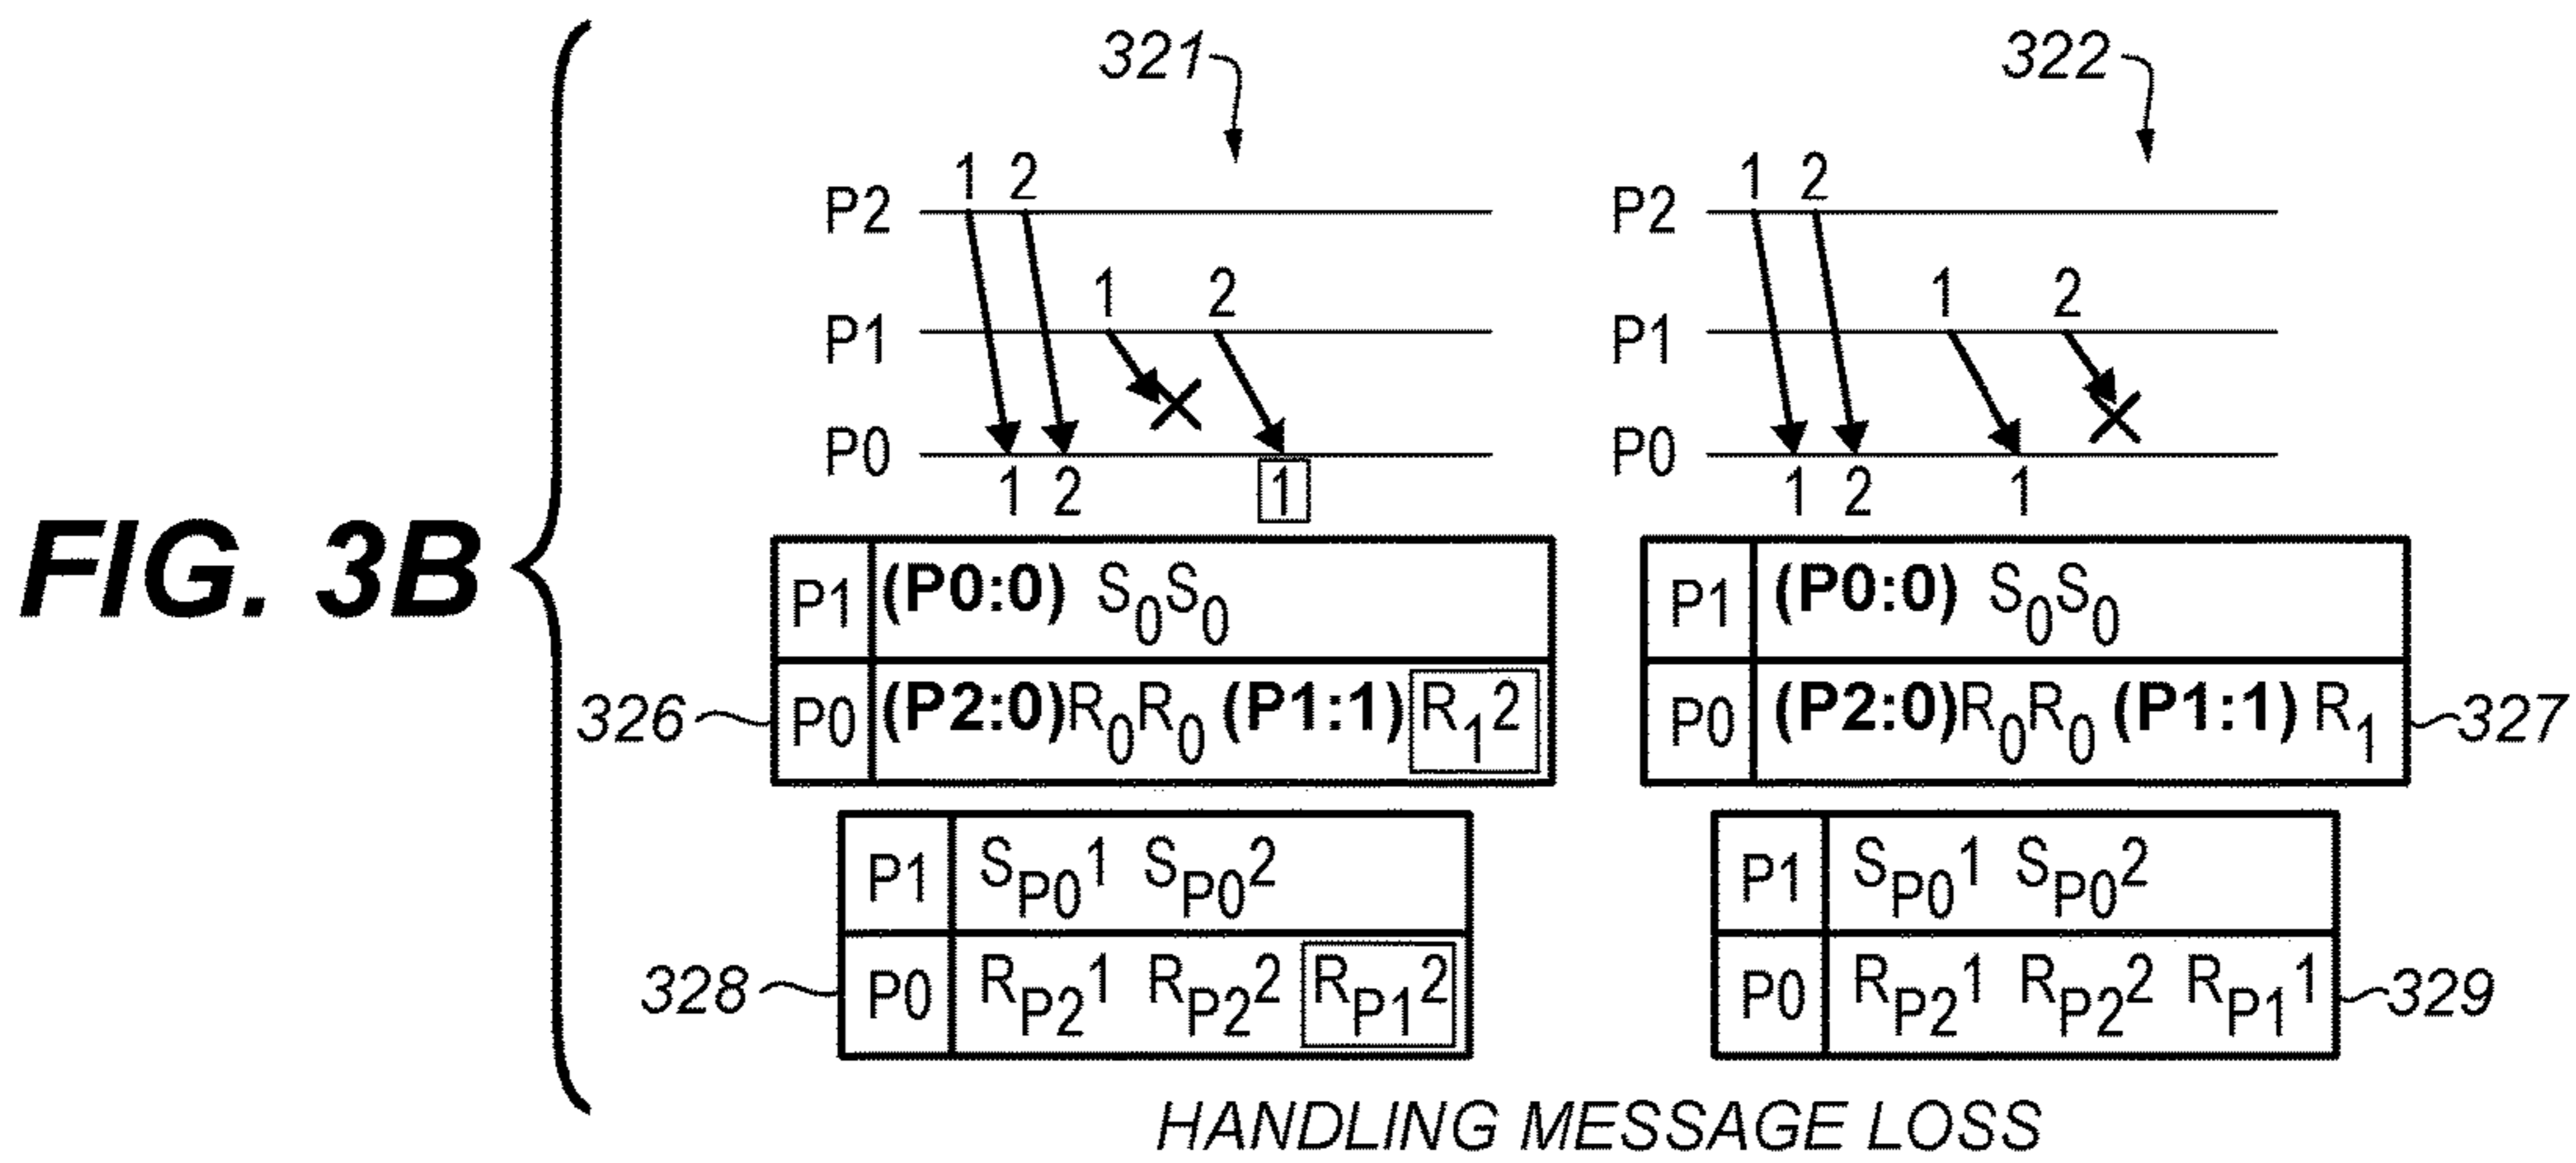 FIG. 3B
321
P2 1 2
P1 1 2
P0
1 2 1
P1 (P0:0) S0S0
326 P0 (P2:0)R0R0 (P1:1) R12
P1 SP01 SP02
328 P0 RP21 RP22 RP12
322
P2 1 2
P1 1 2
P0
1 2 1
P1 (P0:0) S0S0
P0 (P2:0)R0R0 (P1:1) R1 327
P1 SP01 SP02
P0 RP21 RP22 RP11 329
HANDLING MESSAGE LOSS